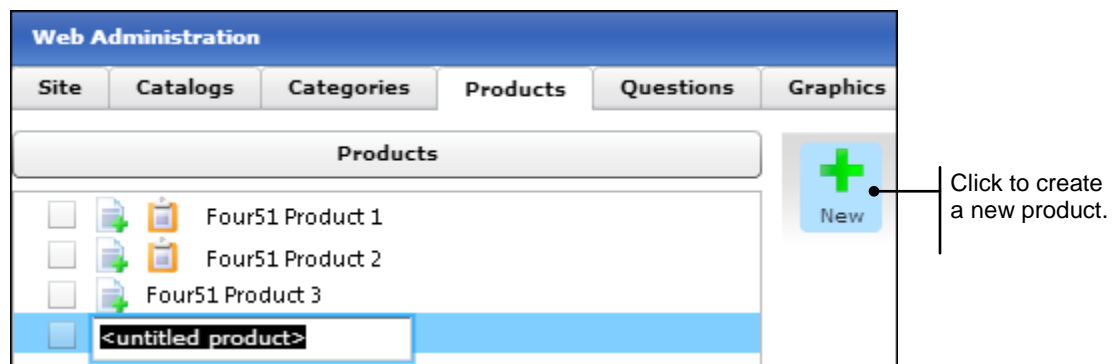 Web Administration
Site Catalogs Categories Products Questions Graphics
Products
New
Click to create
a new product.
Four51 Product 1
Four51 Product 2
Four51 Product 3
<untitled product>